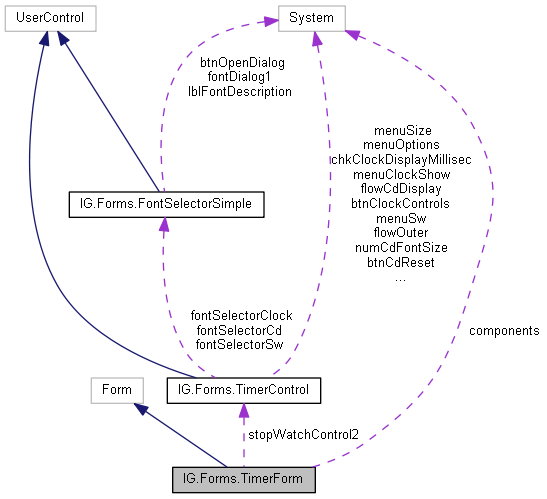 UserControl
System
btnOpenDialog
fontDialog1
lblFontDescription
menuSize
menuOptions
chkClockDisplayMillisec
menuClockShow
flowCdDisplay
btnClockControls
menuSw
flowOuter
numCdFontSize
btnCdReset
...
IG.Forms.FontSelectorSimple
fontSelectorClock
fontSelectorCd
fontSelectorSw
components
Form
IG.Forms.TimerControl
stopWatchControl2
IG.Forms.TimerForm